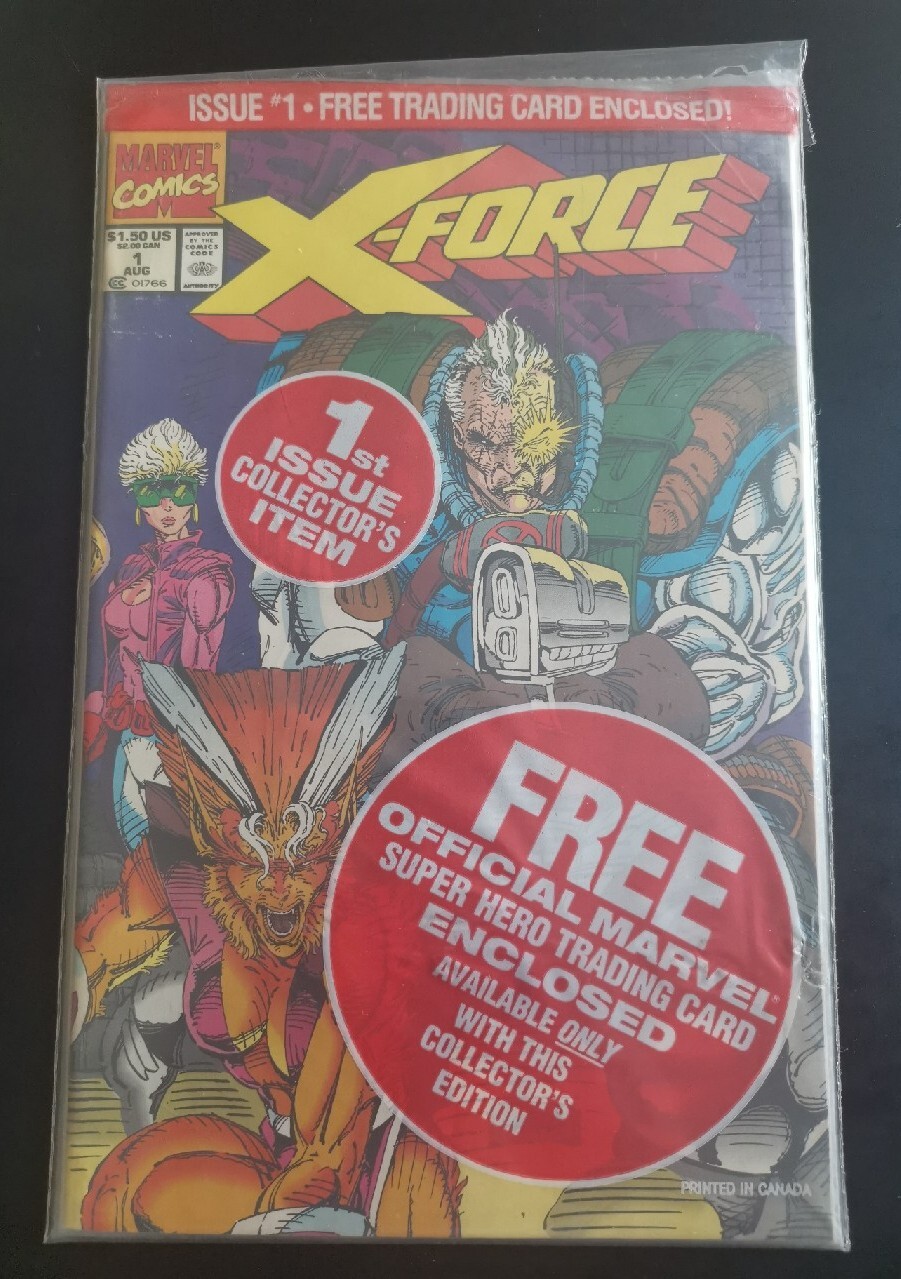 ISSUE #1 • FREE TRADING CARD ENCLOSED!
MARVEL
COMICS
X-FORCE
$1.50 US
$2.00 CAN
1
AUG
CC 01766
APPROVED
BY THE
COMICS
CODE
AUTHORITY
1st
ISSUE
COLLECTOR'S
ITEM
FREE
OFFICIAL MARVEL
SUPER HERO TRADING CARD
ENCLOSED
AVAILABLE ONLY
WITH THIS
COLLECTOR'S
EDITION
PRINTED IN CANADA